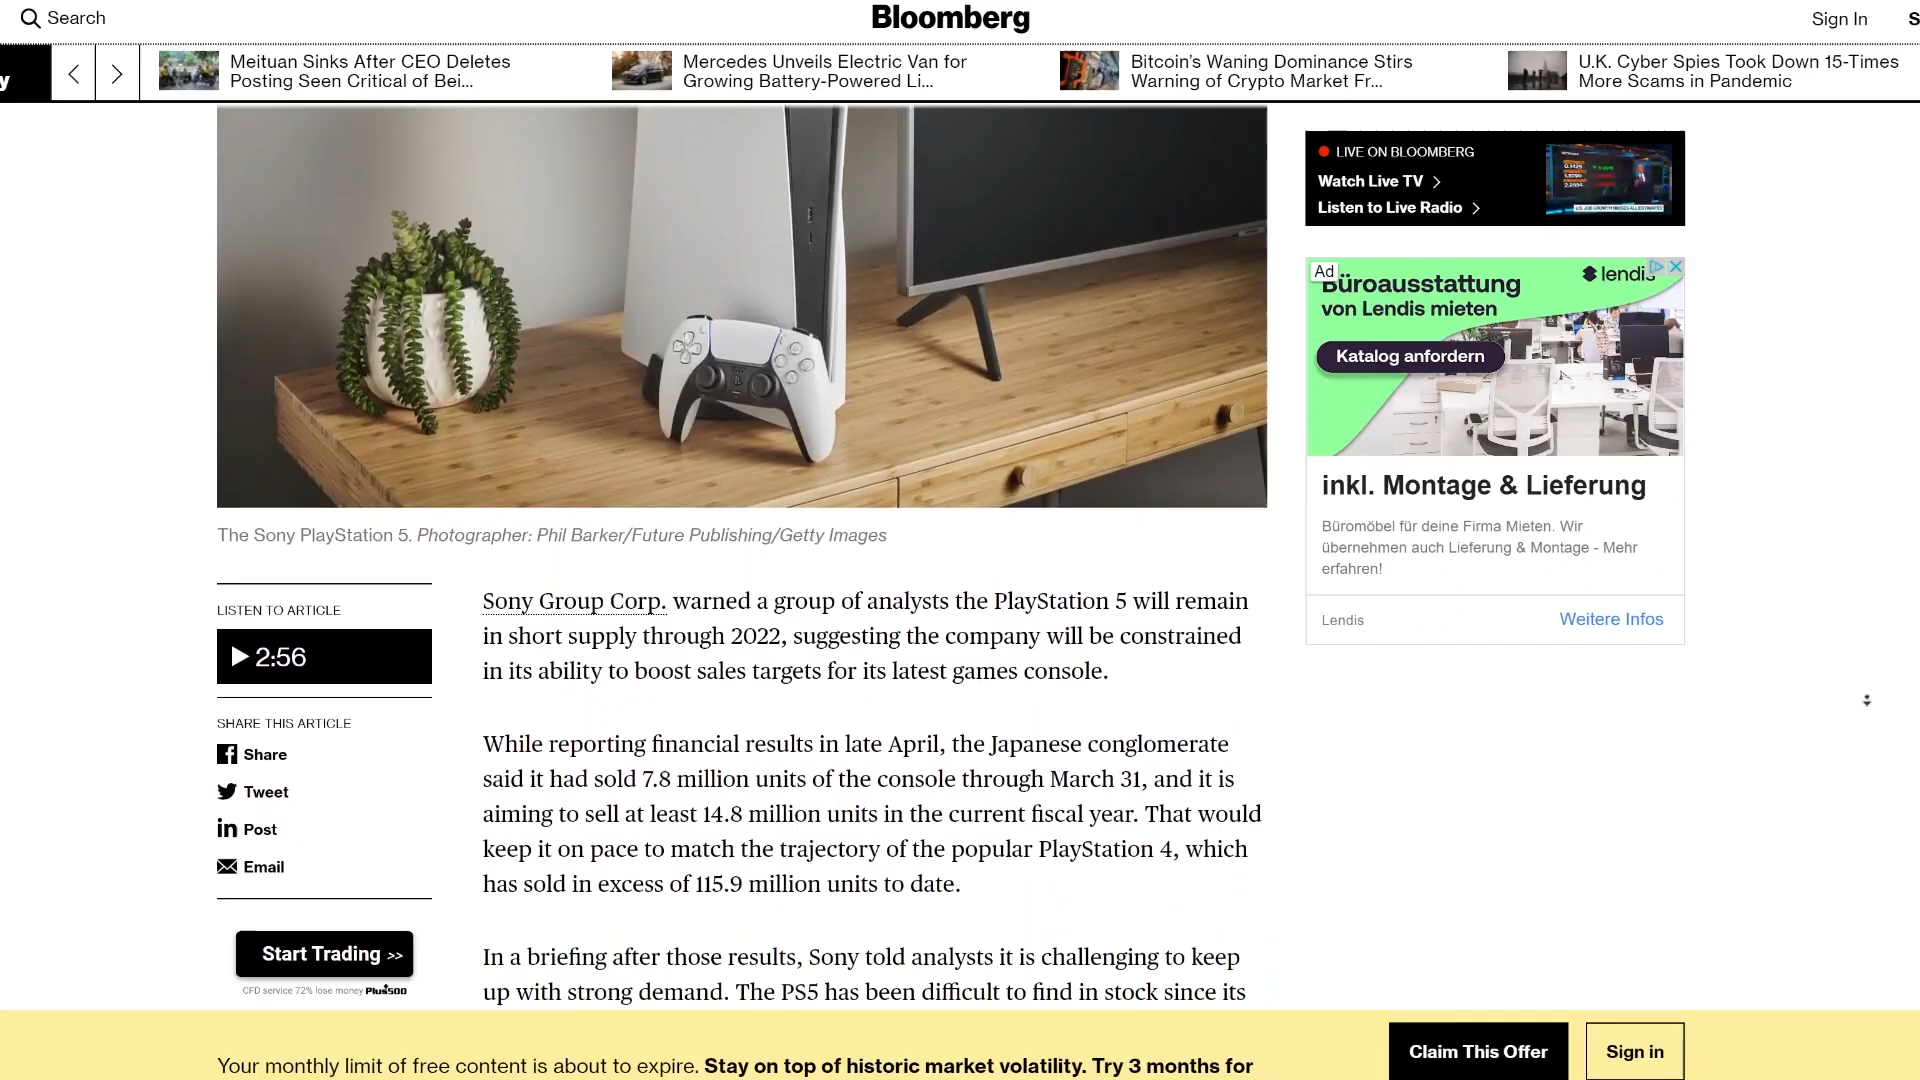 Search
Bloomberg
Sign In
S
y
Meituan Sinks After CEO Deletes
Posting Seen Critical of Bei...
Mercedes Unveils Electric Van for
Growing Battery-Powered Li...
Bitcoin's Waning Dominance Stirs
Warning of Crypto Market Fr...
U.K. Cyber Spies Took Down 15-Times
More Scams in Pandemic
LIVE ON BLOOMBERG
Watch Live TV
Listen to Live Radio
Ad
Büroausstattung
von Lendis mieten
lendis
Katalog anfordern
inkl. Montage & Lieferung
Büromöbel für deine Firma Mieten. Wir
übernehmen auch Lieferung & Montage - Mehr
erfahren!
Lendis
Weitere Infos
The Sony PlayStation 5. Photographer: Phil Barker/Future Publishing/Getty Images
LISTEN TO ARTICLE
2:56
SHARE THIS ARTICLE
Share
Tweet
in Post
Email
Start Trading >>
CFD service 72% lose money Plus500
Sony Group Corp. warned a group of analysts the PlayStation 5 will remain
in short supply through 2022, suggesting the company will be constrained
in its ability to boost sales targets for its latest games console.
While reporting financial results in late April, the Japanese conglomerate
said it had sold 7.8 million units of the console through March 31, and it is
aiming to sell at least 14.8 million units in the current fiscal year. That would
keep it on pace to match the trajectory of the popular PlayStation 4, which
has sold in excess of 115.9 million units to date.
In a briefing after those results, Sony told analysts it is challenging to keep
up with strong demand. The PS5 has been difficult to find in stock since its
Your monthly limit of free content is about to expire. Stay on top of historic market volatility. Try 3 months for
Claim This Offer
Sign in